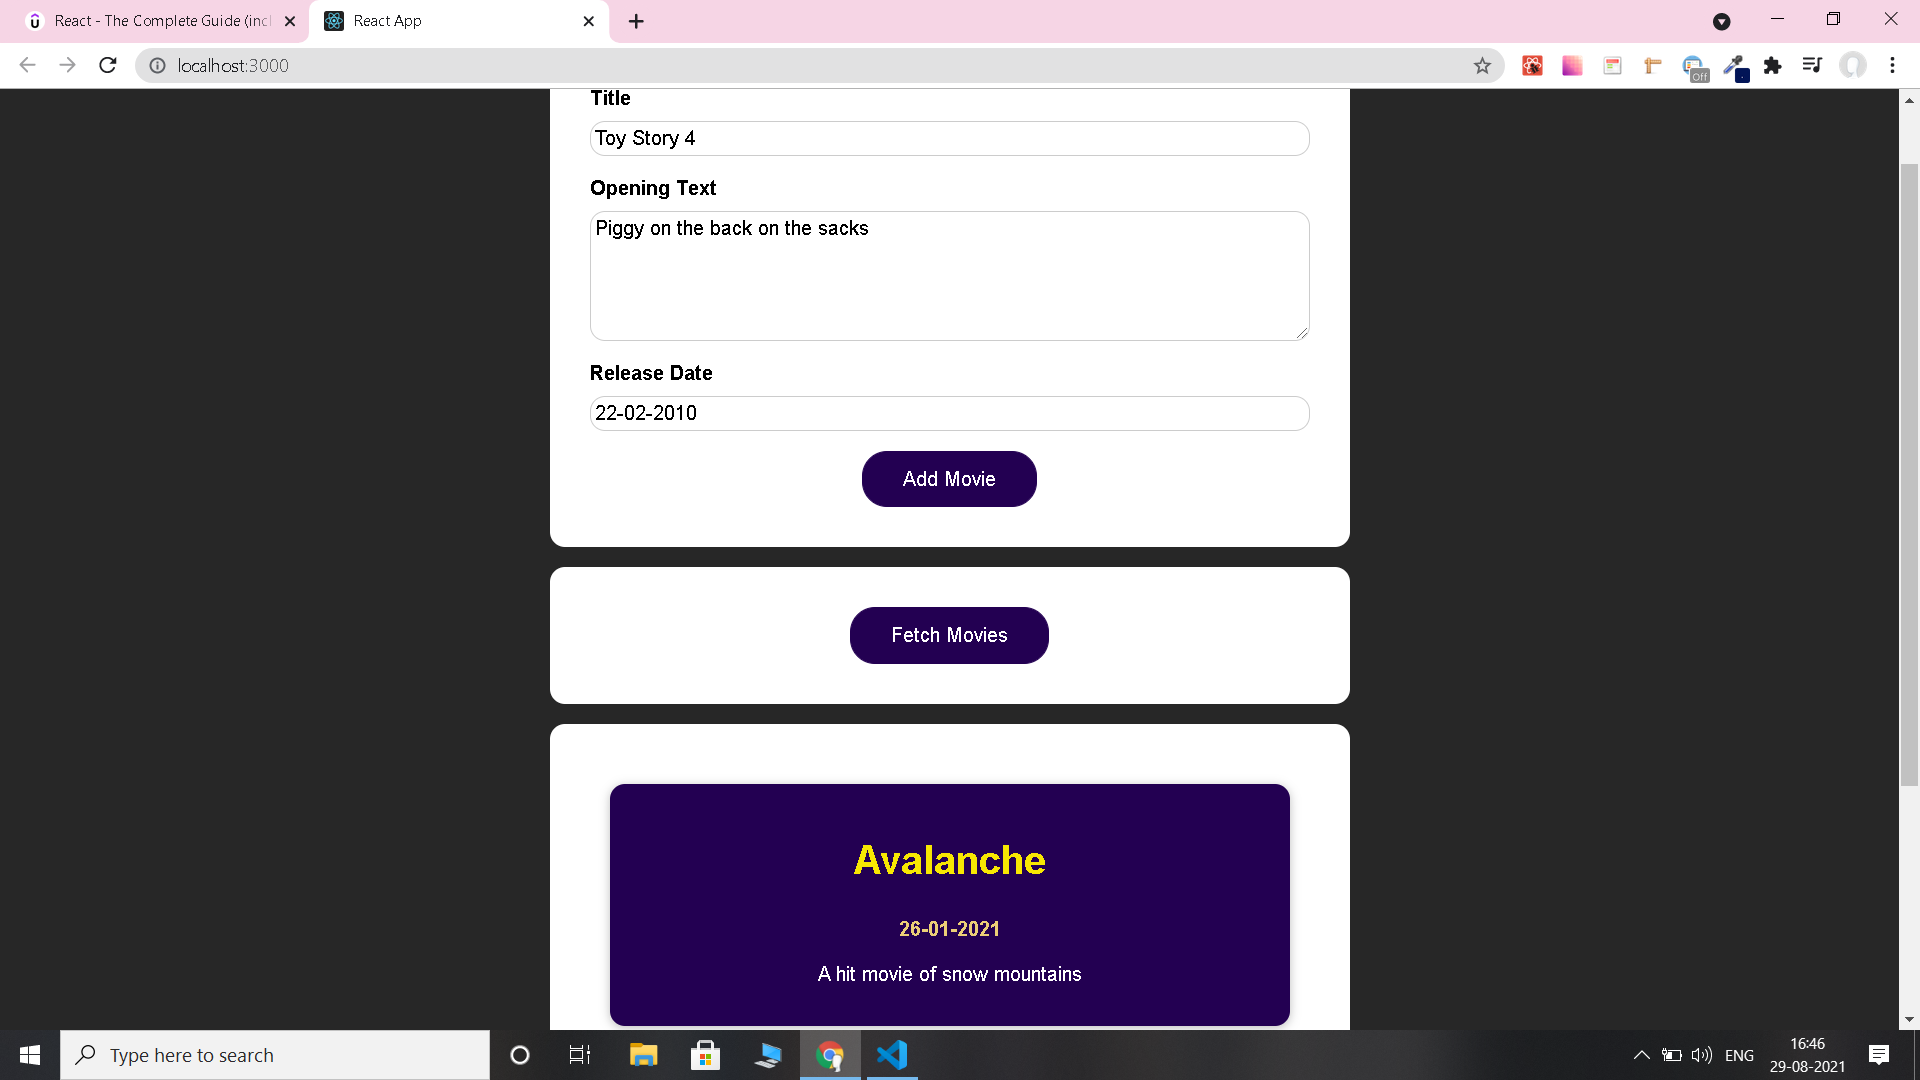 React - The Complete Guide (incl
React App
localhost:3000
Off
Title
Toy Story 4
Opening Text
Piggy on the back on the sacks
Release Date
22-02-2010
Add Movie
Fetch Movies
Avalanche
26-01-2021
A hit movie of snow mountains
Type here to search
ENG
16:46
29-08-2021